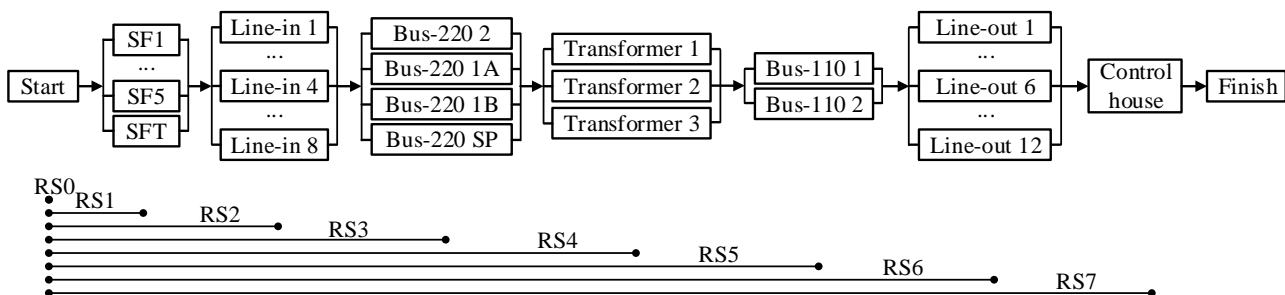 Start
SF1
...
SF5
SFT
Line-in 1
...
Line-in 4
...
Line-in 8
Bus-220 2
Bus-220 1A
Bus-220 1B
Bus-220 SP
Transformer 1
Transformer 2
Transformer 3
Bus-110 1
Bus-110 2
Line-out 1
...
Line-out 6
...
Line-out 12
Control
house
Finish
RS0
RS1
RS2
RS3
RS4
RS5
RS6
RS7